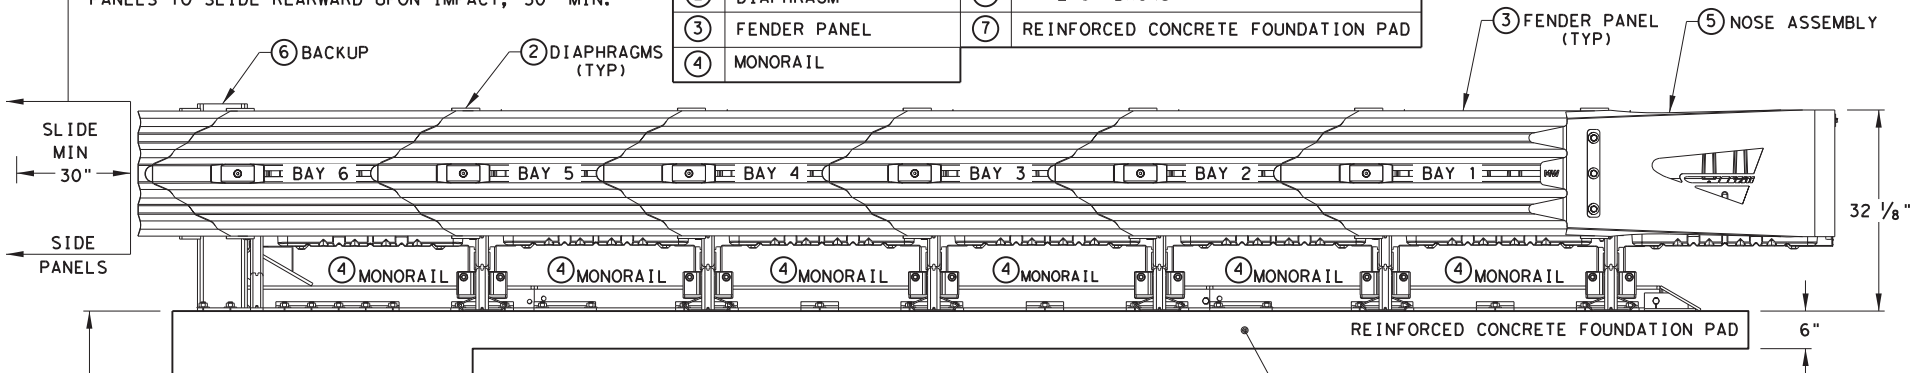 PANELS TO SLIDE REARWARD UPON IMPACT, 30" MIN.
2 DIAPHRAGM
3 FENDER PANEL
7 REINFORCED CONCRETE FOUNDATION PAD
4 MONORAIL
6 BACKUP
2 DIAPHRAGMS
(TYP)
3 FENDER PANEL
(TYP)
5 NOSE ASSEMBLY
SLIDE
MIN
30"
BAY 6
BAY 5
BAY 4
BAY 3
BAY 2
BAY 1
MW
32 1/8"
SIDE
PANELS
4 MONORAIL
4 MONORAIL
4 MONORAIL
4 MONORAIL
4 MONORAIL
4 MONORAIL
REINFORCED CONCRETE FOUNDATION PAD
6"